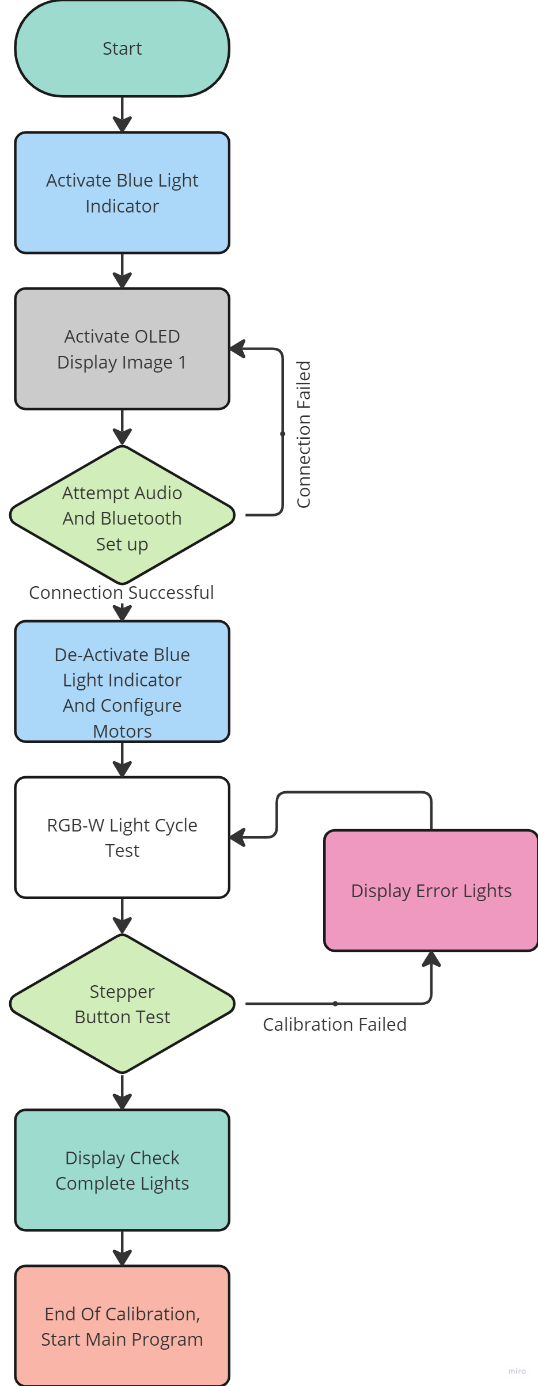 Start
Activate Blue Light
Indicator
Activate OLED
Display Image 1
Connection Failed
Attempt Audio
And Bluetooth
Set up
Connection Successful
De-Activate Blue
Light Indicator
And Configure
Motors
RGB-W Light Cycle
Test
Display Error Lights
Stepper
Button Test
Calibration Failed
Display Check
Complete Lights
End Of Calibration,
Start Main Program
miro